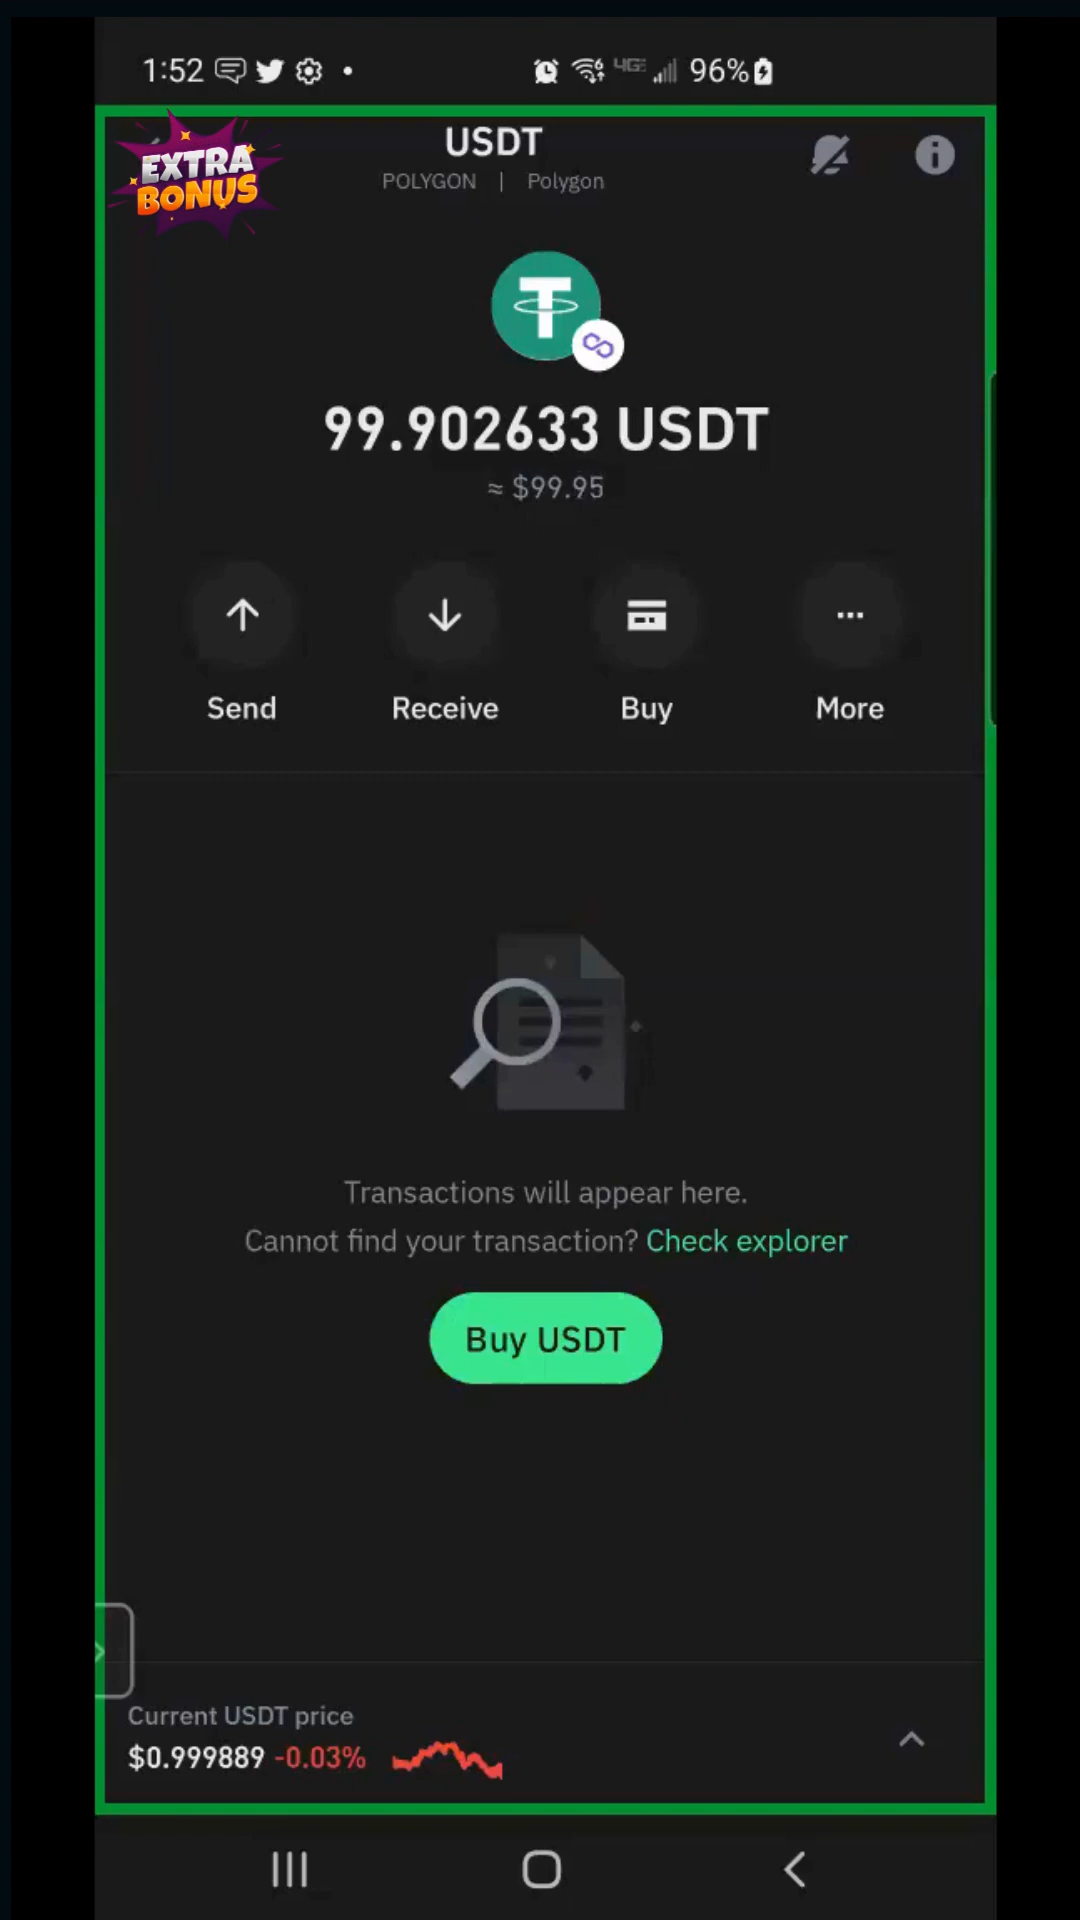 1:52
4GE
96%
EXTRA
BONUS
USDT
POLYGON | Polygon
99.902633 USDT
≈ $99.95
Send
Receive
Buy
More
Transactions will appear here.
Cannot find your transaction? Check explorer
Buy USDT
Current USDT price
$0.999889 -0.03%